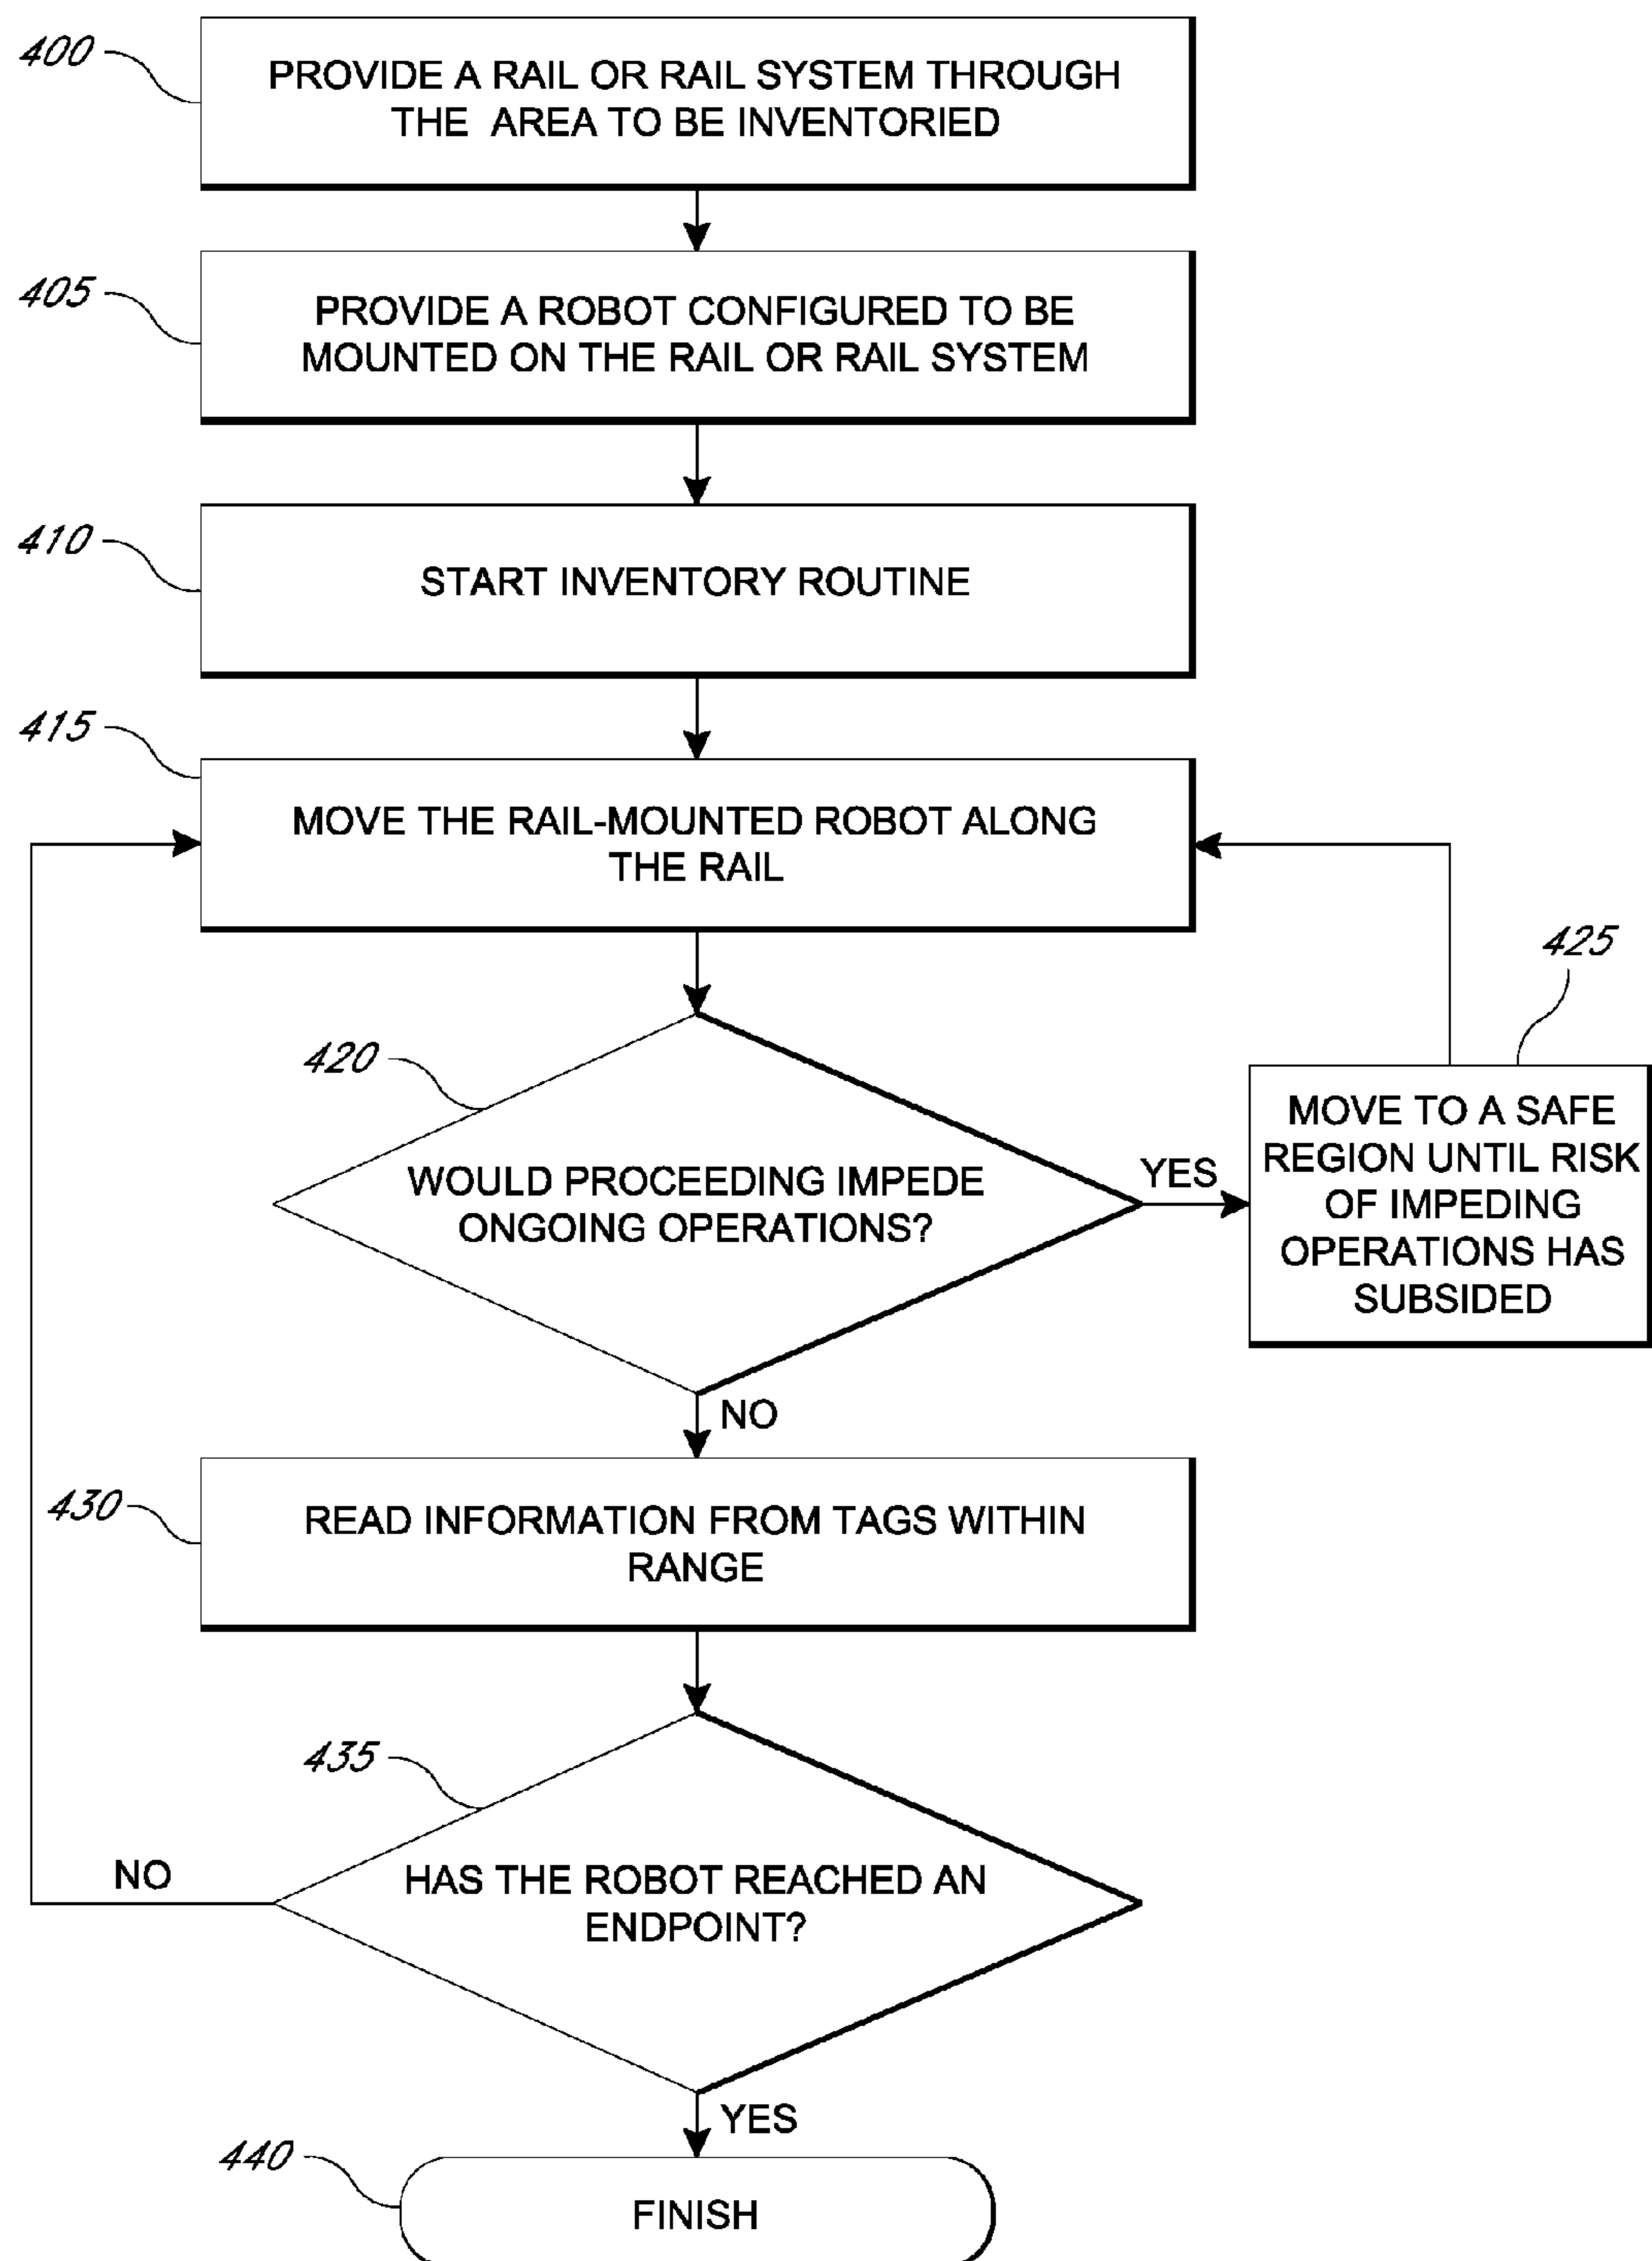 400
PROVIDE A RAIL OR RAIL SYSTEM THROUGH
THE AREA TO BE INVENTORIED
405
PROVIDE A ROBOT CONFIGURED TO BE
MOUNTED ON THE RAIL OR RAIL SYSTEM
410
START INVENTORY ROUTINE
415
MOVE THE RAIL-MOUNTED ROBOT ALONG
THE RAIL
420
WOULD PROCEEDING IMPEDE
ONGOING OPERATIONS?
YES
425
MOVE TO A SAFE
REGION UNTIL RISK
OF IMPEDING
OPERATIONS HAS
SUBSIDED
NO
430
READ INFORMATION FROM TAGS WITHIN
RANGE
435
HAS THE ROBOT REACHED AN
ENDPOINT?
NO
YES
440
FINISH